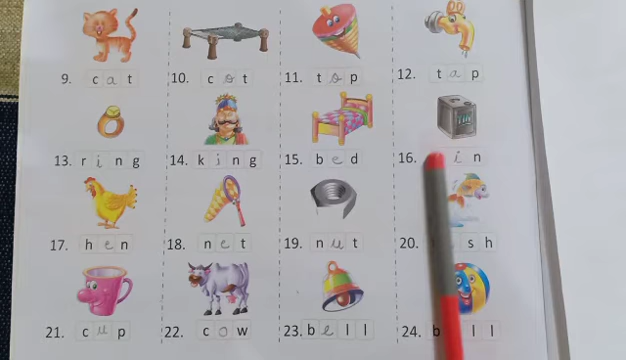 9. cat 10. cot 11. top 12. tap
13. ring 14. king 15. bed 16. in
17. hen 18. net 19. nut 20. sh
21. cup 22. cow 23. bell 24. b ll